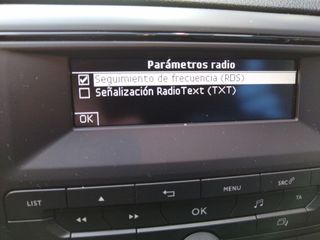 Parámetros radio
Seguimiento de frecuencia (RDS)
Señalización RadioText (TXT)
OK
LIST
MENU
SRC
OK
TA